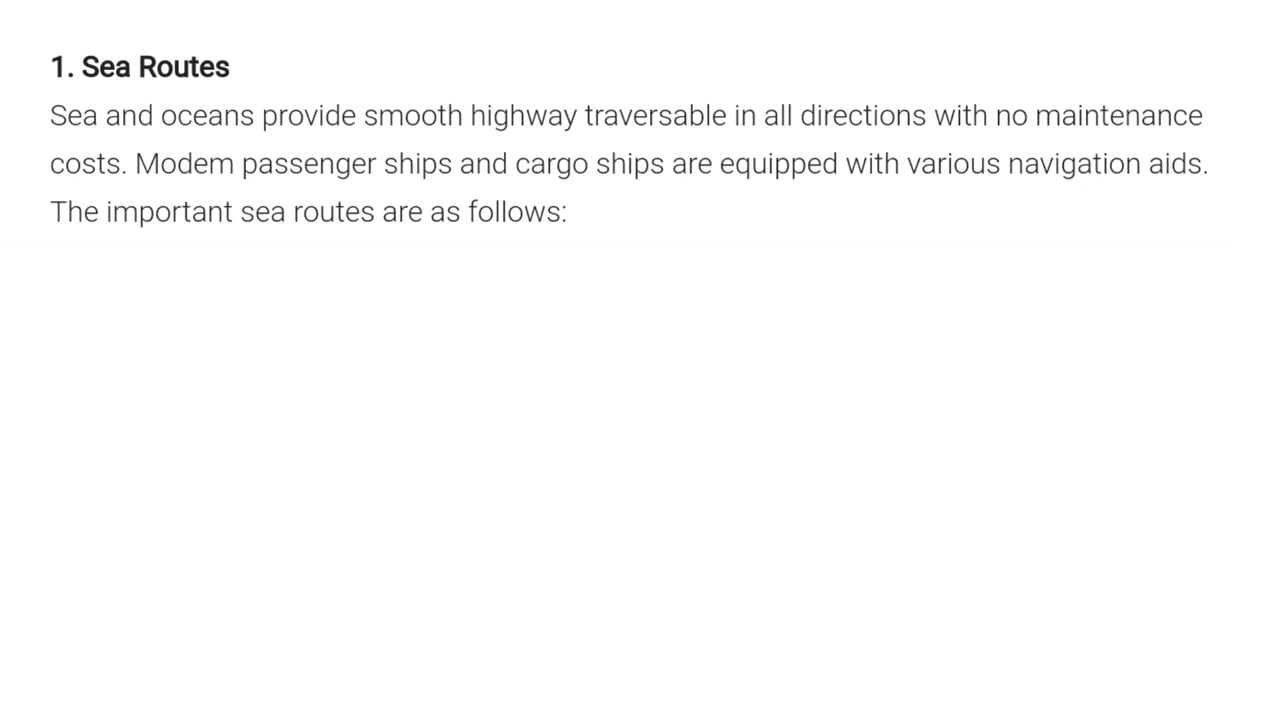 1. Sea Routes
Sea and oceans provide smooth highway traversable in all directions with no maintenance
costs. Modem passenger ships and cargo ships are equipped with various navigation aids.
The important sea routes are as follows: